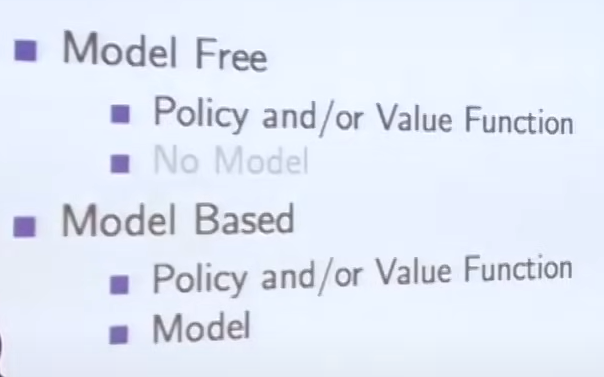 Model Free
Policy and/or Value Function
No Model
Model Based
Policy and/or Value Function
Model